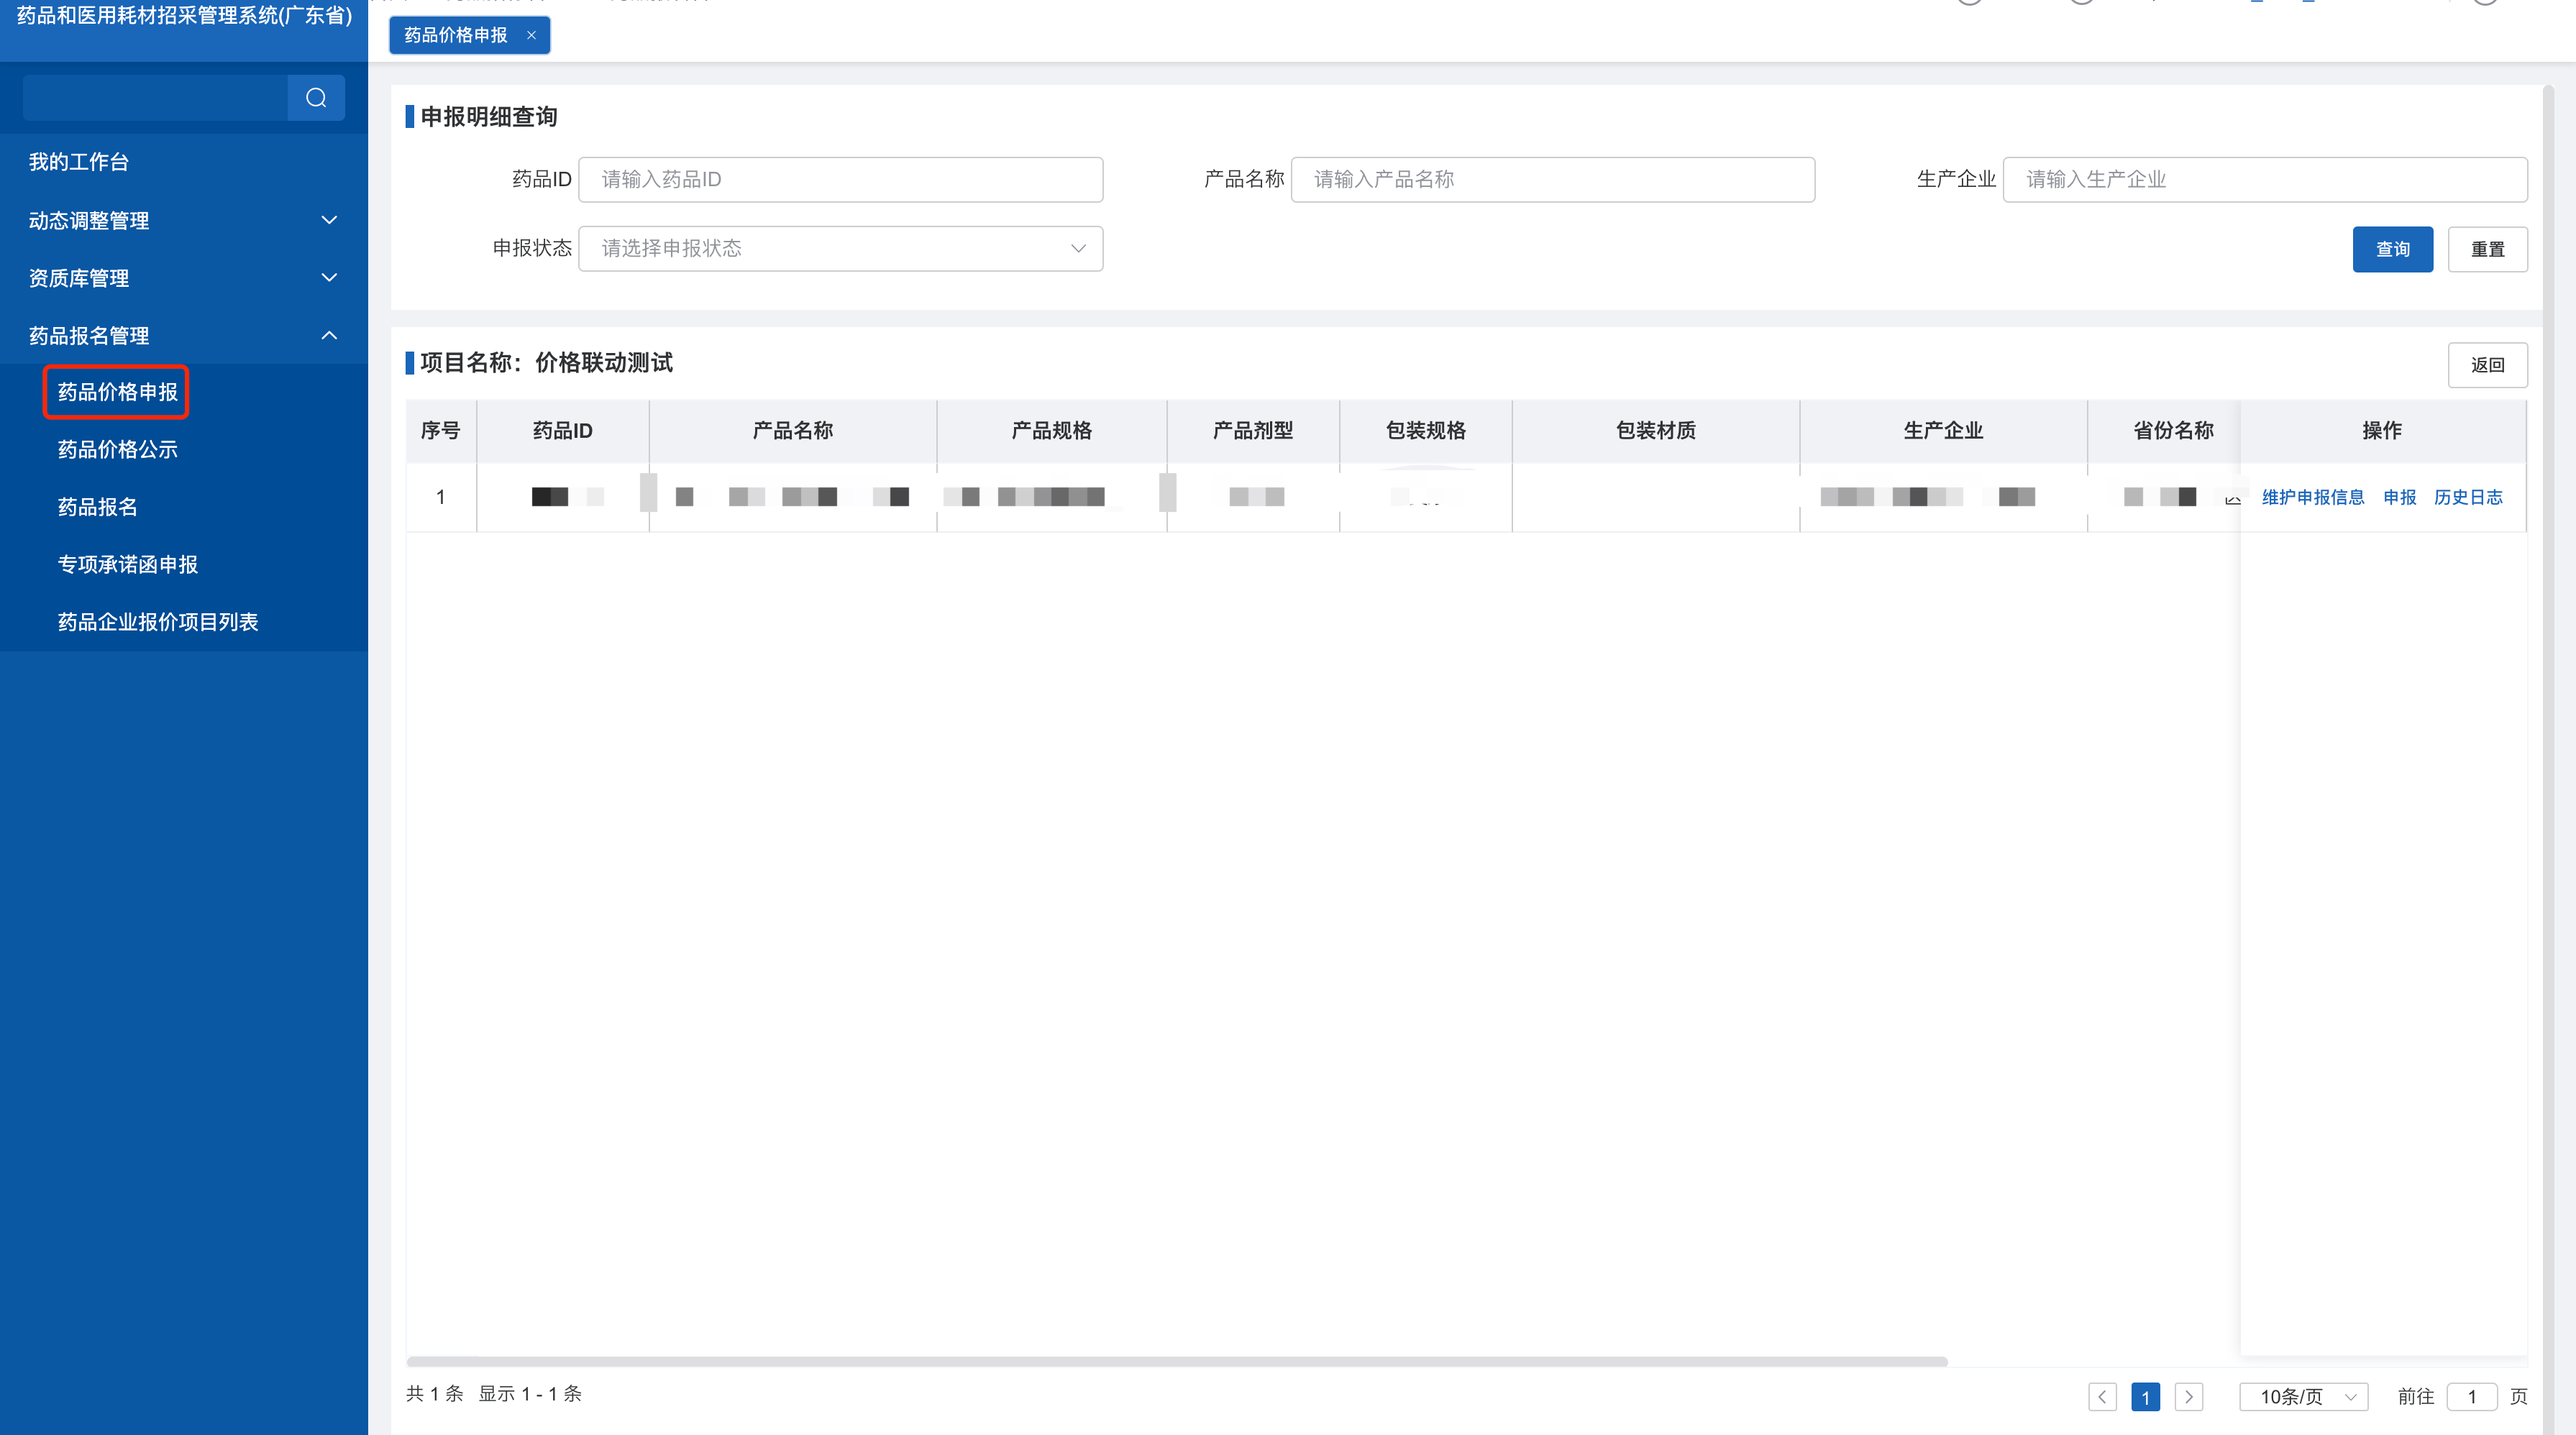 药品和医用耗材招采管理系统(广东省)
药品价格申报 ×
我的工作台
动态调整管理
资质库管理
药品报名管理
药品价格申报
药品价格公示
药品报名
专项承诺函申报
药品企业报价项目列表
申报明细查询
药品ID 请输入药品ID 产品名称 请输入产品名称 生产企业 请输入生产企业
申报状态 请选择申报状态 查询 重置
项目名称：价格联动测试 返回
序号 药品ID 产品名称 产品规格 产品剂型 包装规格 包装材质 生产企业 省份名称 操作
1 维护申报信息 申报 历史日志
共 1 条 显示 1 - 1 条 1 10条/页 前往 1 页